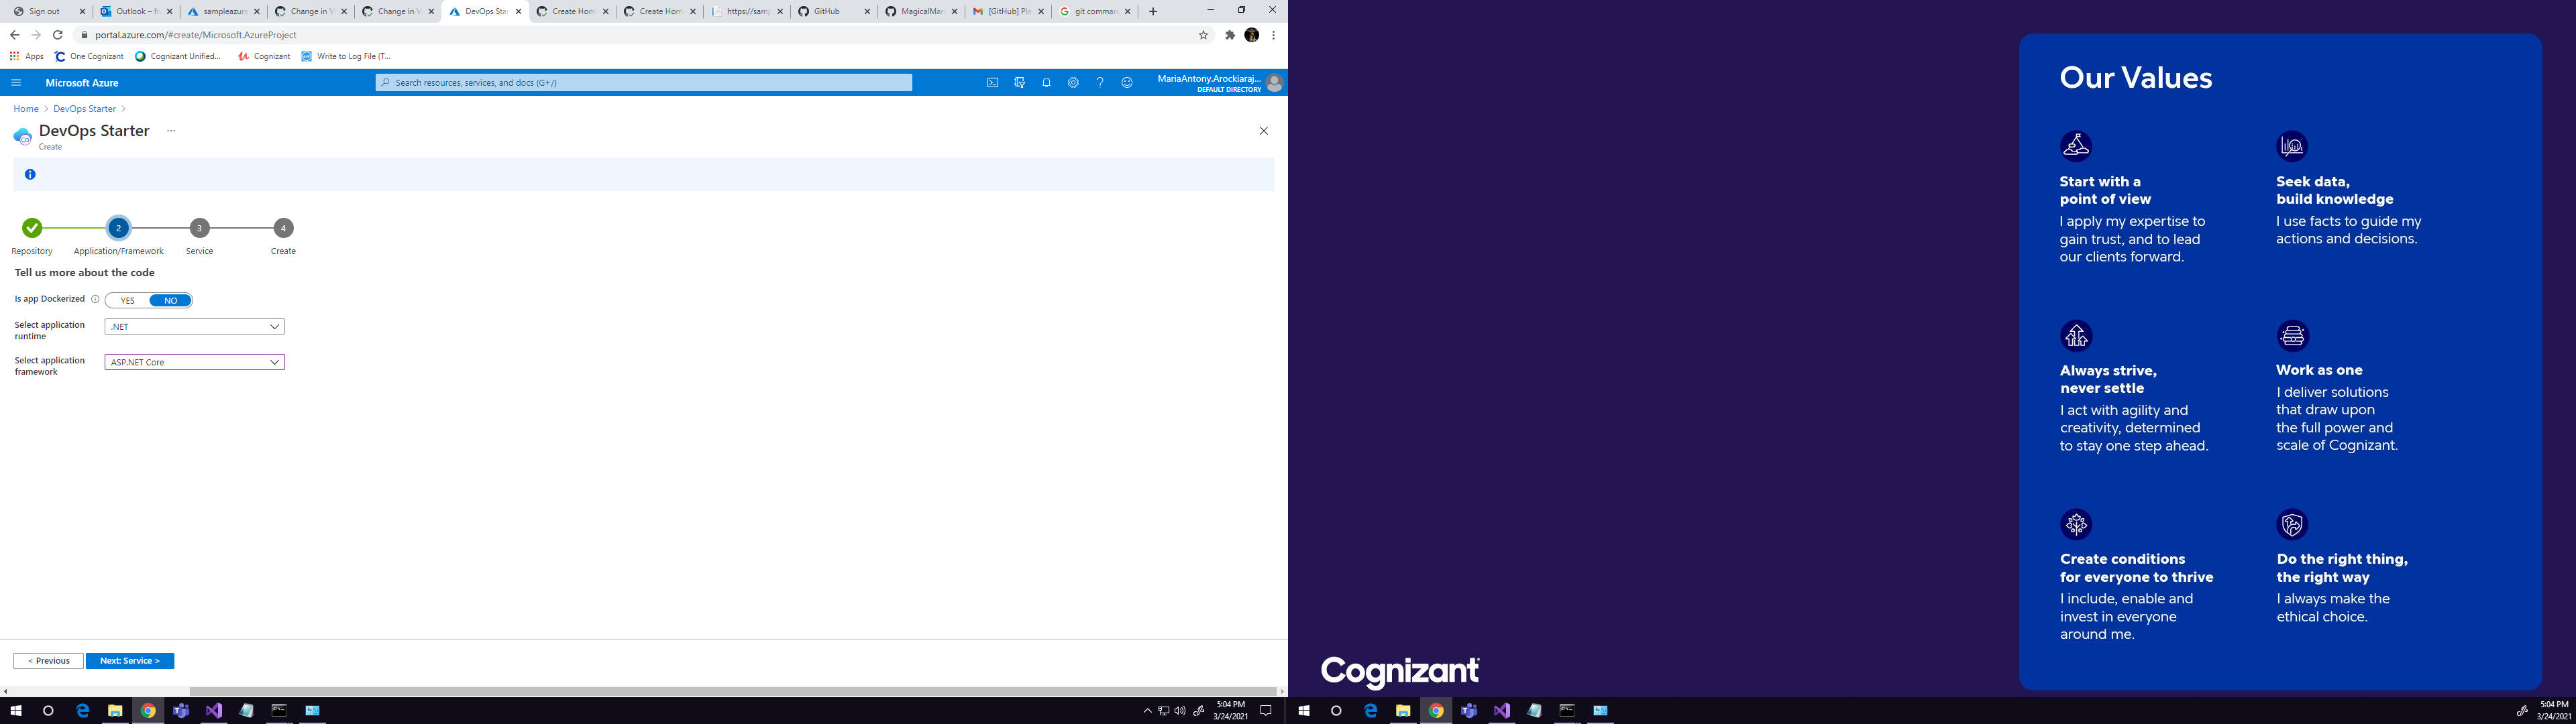 Sign out
Outlook – fr
sampleazure
Change in V
Change in V
DevOps Star
Create Hom
Create Hom
https://samp
GitHub
MagicalMari
[GitHub] Ple
git comman
portal.azure.com/#create/Microsoft.AzureProject
Apps
One Cognizant
Cognizant Unified...
Cognizant
Write to Log File (T...
Microsoft Azure
Search resources, services, and docs (G+/)
MariaAntony.Arockiaraj...
DEFAULT DIRECTORY
Home > DevOps Starter >
DevOps Starter ...
Create
2
3
4
Repository
Application/Framework
Service
Create
Tell us more about the code
Is app Dockerized
YES
NO
Select application
runtime
.NET
Select application
framework
ASP.NET Core
< Previous
Next: Service >
5:04 PM
3/24/2021
Our Values
Start with a
point of view
I apply my expertise to
gain trust, and to lead
our clients forward.
Seek data,
build knowledge
I use facts to guide my
actions and decisions.
Always strive,
never settle
I act with agility and
creativity, determined
to stay one step ahead.
Work as one
I deliver solutions
that draw upon
the full power and
scale of Cognizant.
Create conditions
for everyone to thrive
I include, enable and
invest in everyone
around me.
Do the right thing,
the right way
I always make the
ethical choice.
Cognizant
5:04 PM
3/24/2021